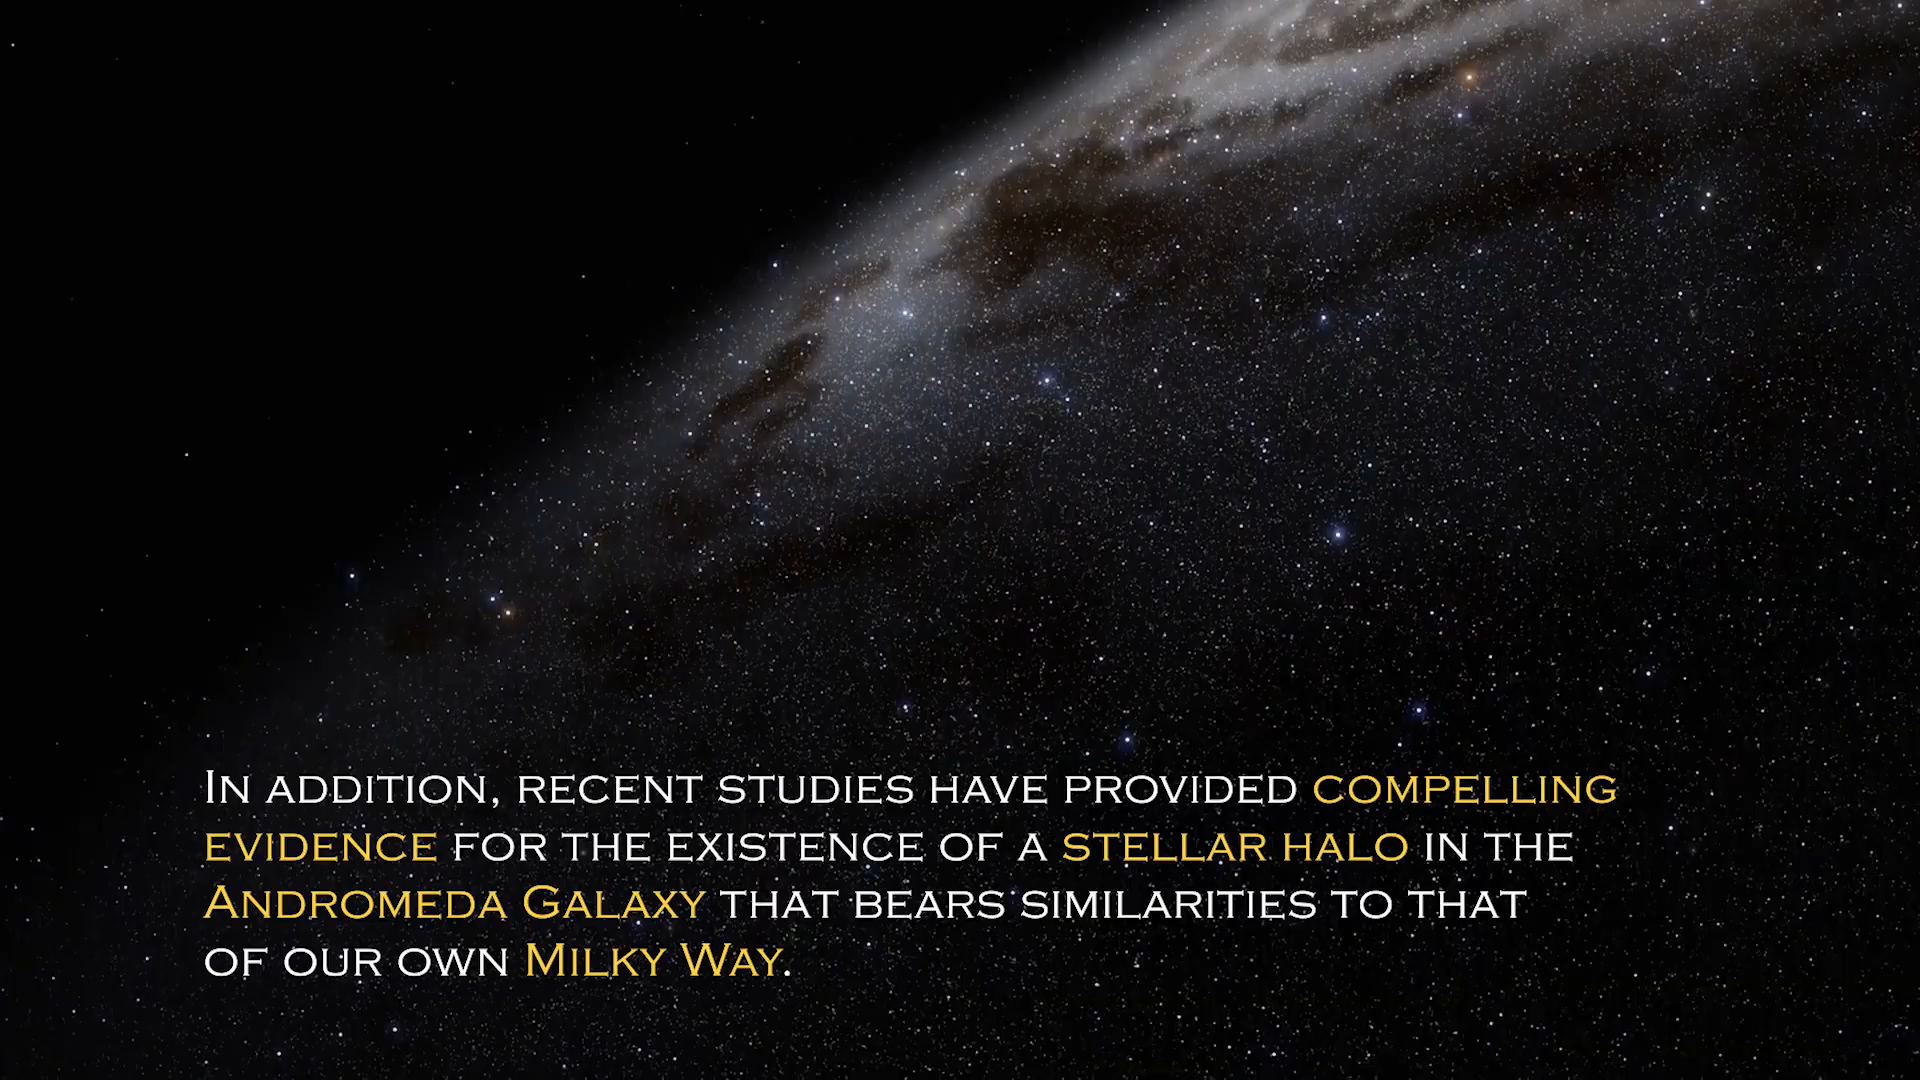 In addition, recent studies have provided compelling
evidence for the existence of a stellar halo in the
Andromeda Galaxy that bears similarities to that
of our own Milky Way.